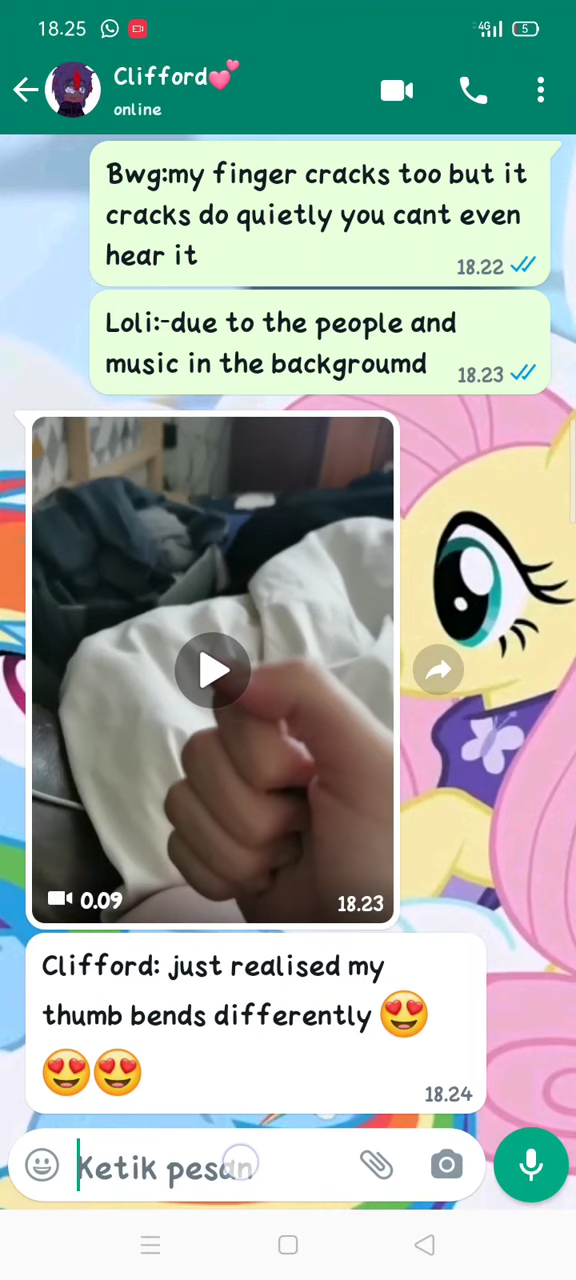 18.25
4G
5
Clifford💕
online
Bwg:my finger cracks too but it
cracks do quietly you cant even
hear it
18.22
Loli:-due to the people and
music in the backgroumd
18.23
0.09
18.23
Clifford: just realised my
thumb bends differently 😍
😍😍
18.24
Ketik pesan